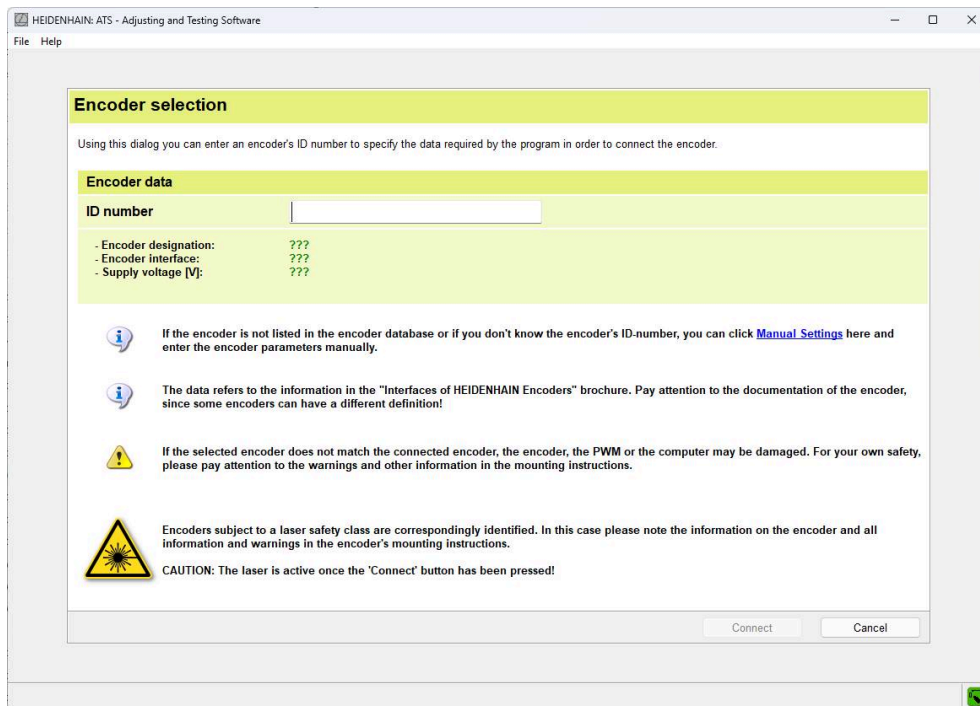 HEIDENHAIN: ATS - Adjusting and Testing Software
File Help
Encoder selection
Using this dialog you can enter an encoder's ID number to specify the data required by the program in order to connect the encoder.
Encoder data
ID number
- Encoder designation: ???
- Encoder interface: ???
- Supply voltage [V]: ???
If the encoder is not listed in the encoder database or if you don't know the encoder's ID-number, you can click Manual Settings here and
enter the encoder parameters manually.
The data refers to the information in the "Interfaces of HEIDENHAIN Encoders" brochure. Pay attention to the documentation of the encoder,
since some encoders can have a different definition!
If the selected encoder does not match the connected encoder, the encoder, the PWM or the computer may be damaged. For your own safety,
please pay attention to the warnings and other information in the mounting instructions.
Encoders subject to a laser safety class are correspondingly identified. In this case please note the information on the encoder and all
information and warnings in the encoder's mounting instructions.
CAUTION: The laser is active once the 'Connect' button has been pressed!
Connect Cancel